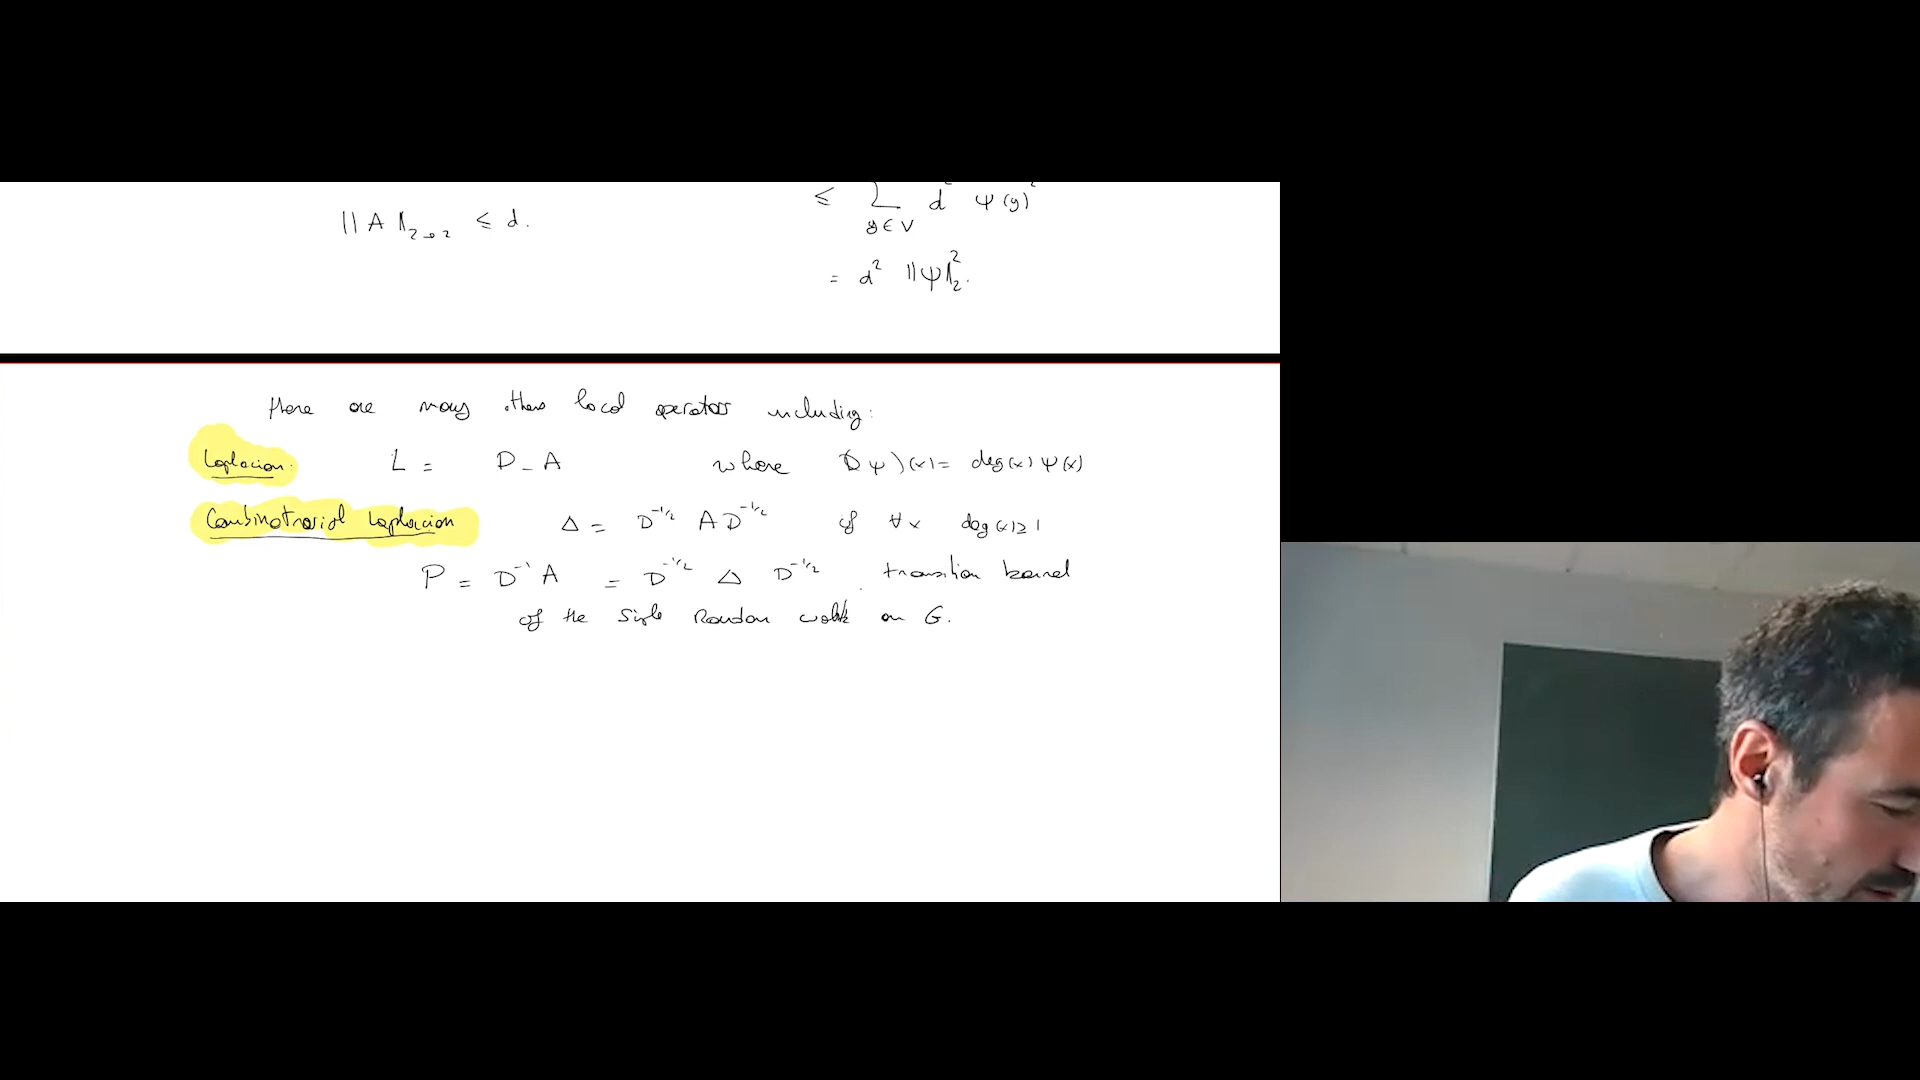 ≤ Σ d² ψ(y)²
y ∈ V
||A||₂→₂ ≤ d.
= d² ||ψ||₂².
There are many others local operators including:
Laplacian. L = D - A where (Dψ)(x) = deg(x) ψ(x)
Combinatorial Laplacian Δ = D^{-1/2} A D^{-1/2} if ∀x deg(x) ≥ 1
P = D^{-1} A = D^{-1/2} Δ D^{-1/2}. transition kernel
of the simple Random walk on G.